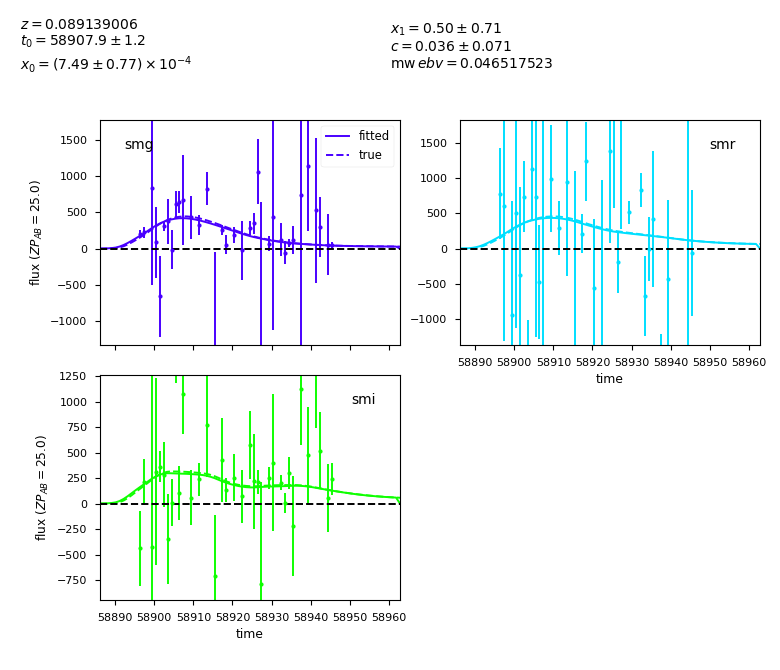 z = 0.089139006
t₀ = 58907.9 ± 1.2
x₀ = (7.49 ± 0.77) × 10⁻⁴
x₁ = 0.50 ± 0.71
c = 0.036 ± 0.071
mwebv = 0.046517523
smg
fitted
true
1500
1000
500
0
−500
−1000
flux (ZP_AB = 25.0)
smr
1500
1000
500
0
−500
−1000
58890 58900 58910 58920 58930 58940 58950 58960
time
smi
1250
1000
750
500
250
0
−250
−500
−750
flux (ZP_AB = 25.0)
58890 58900 58910 58920 58930 58940 58950 58960
time